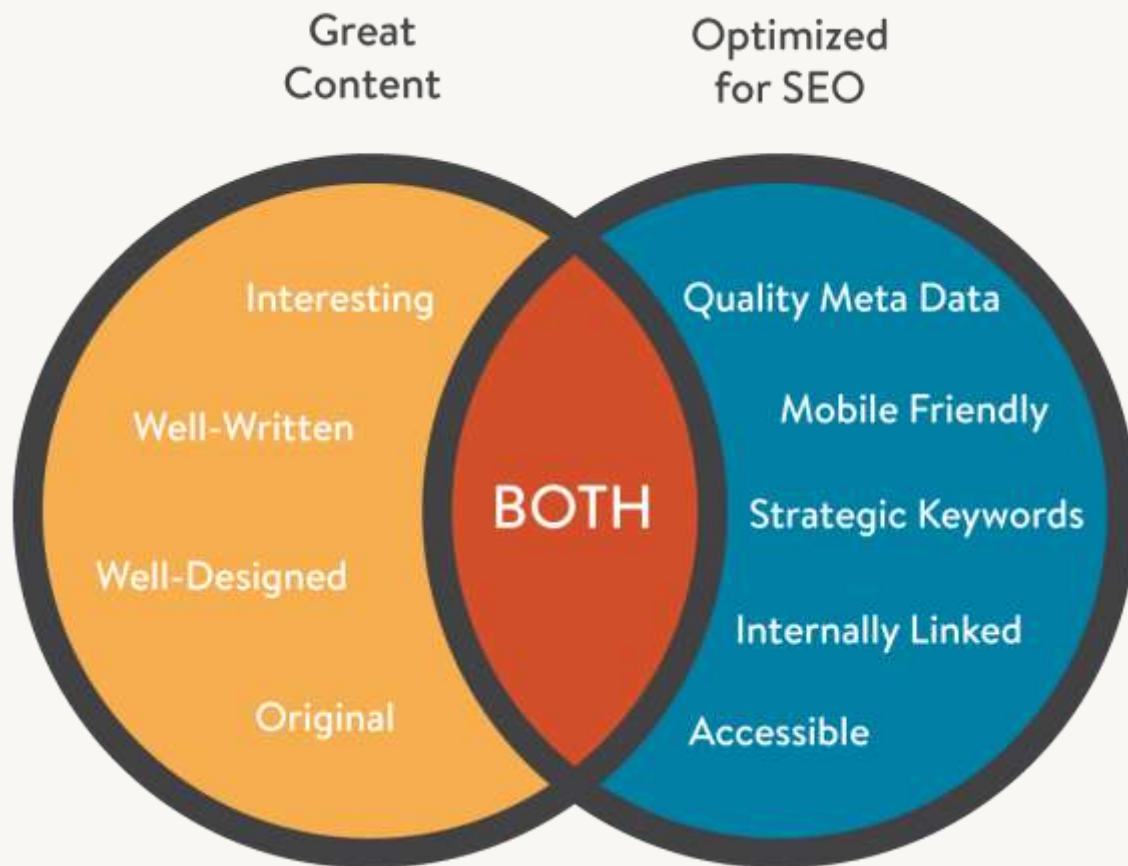 Great
Content
Optimized
for SEO
Interesting
Well-Written
Well-Designed
Original
BOTH
Quality Meta Data
Mobile Friendly
Strategic Keywords
Internally Linked
Accessible